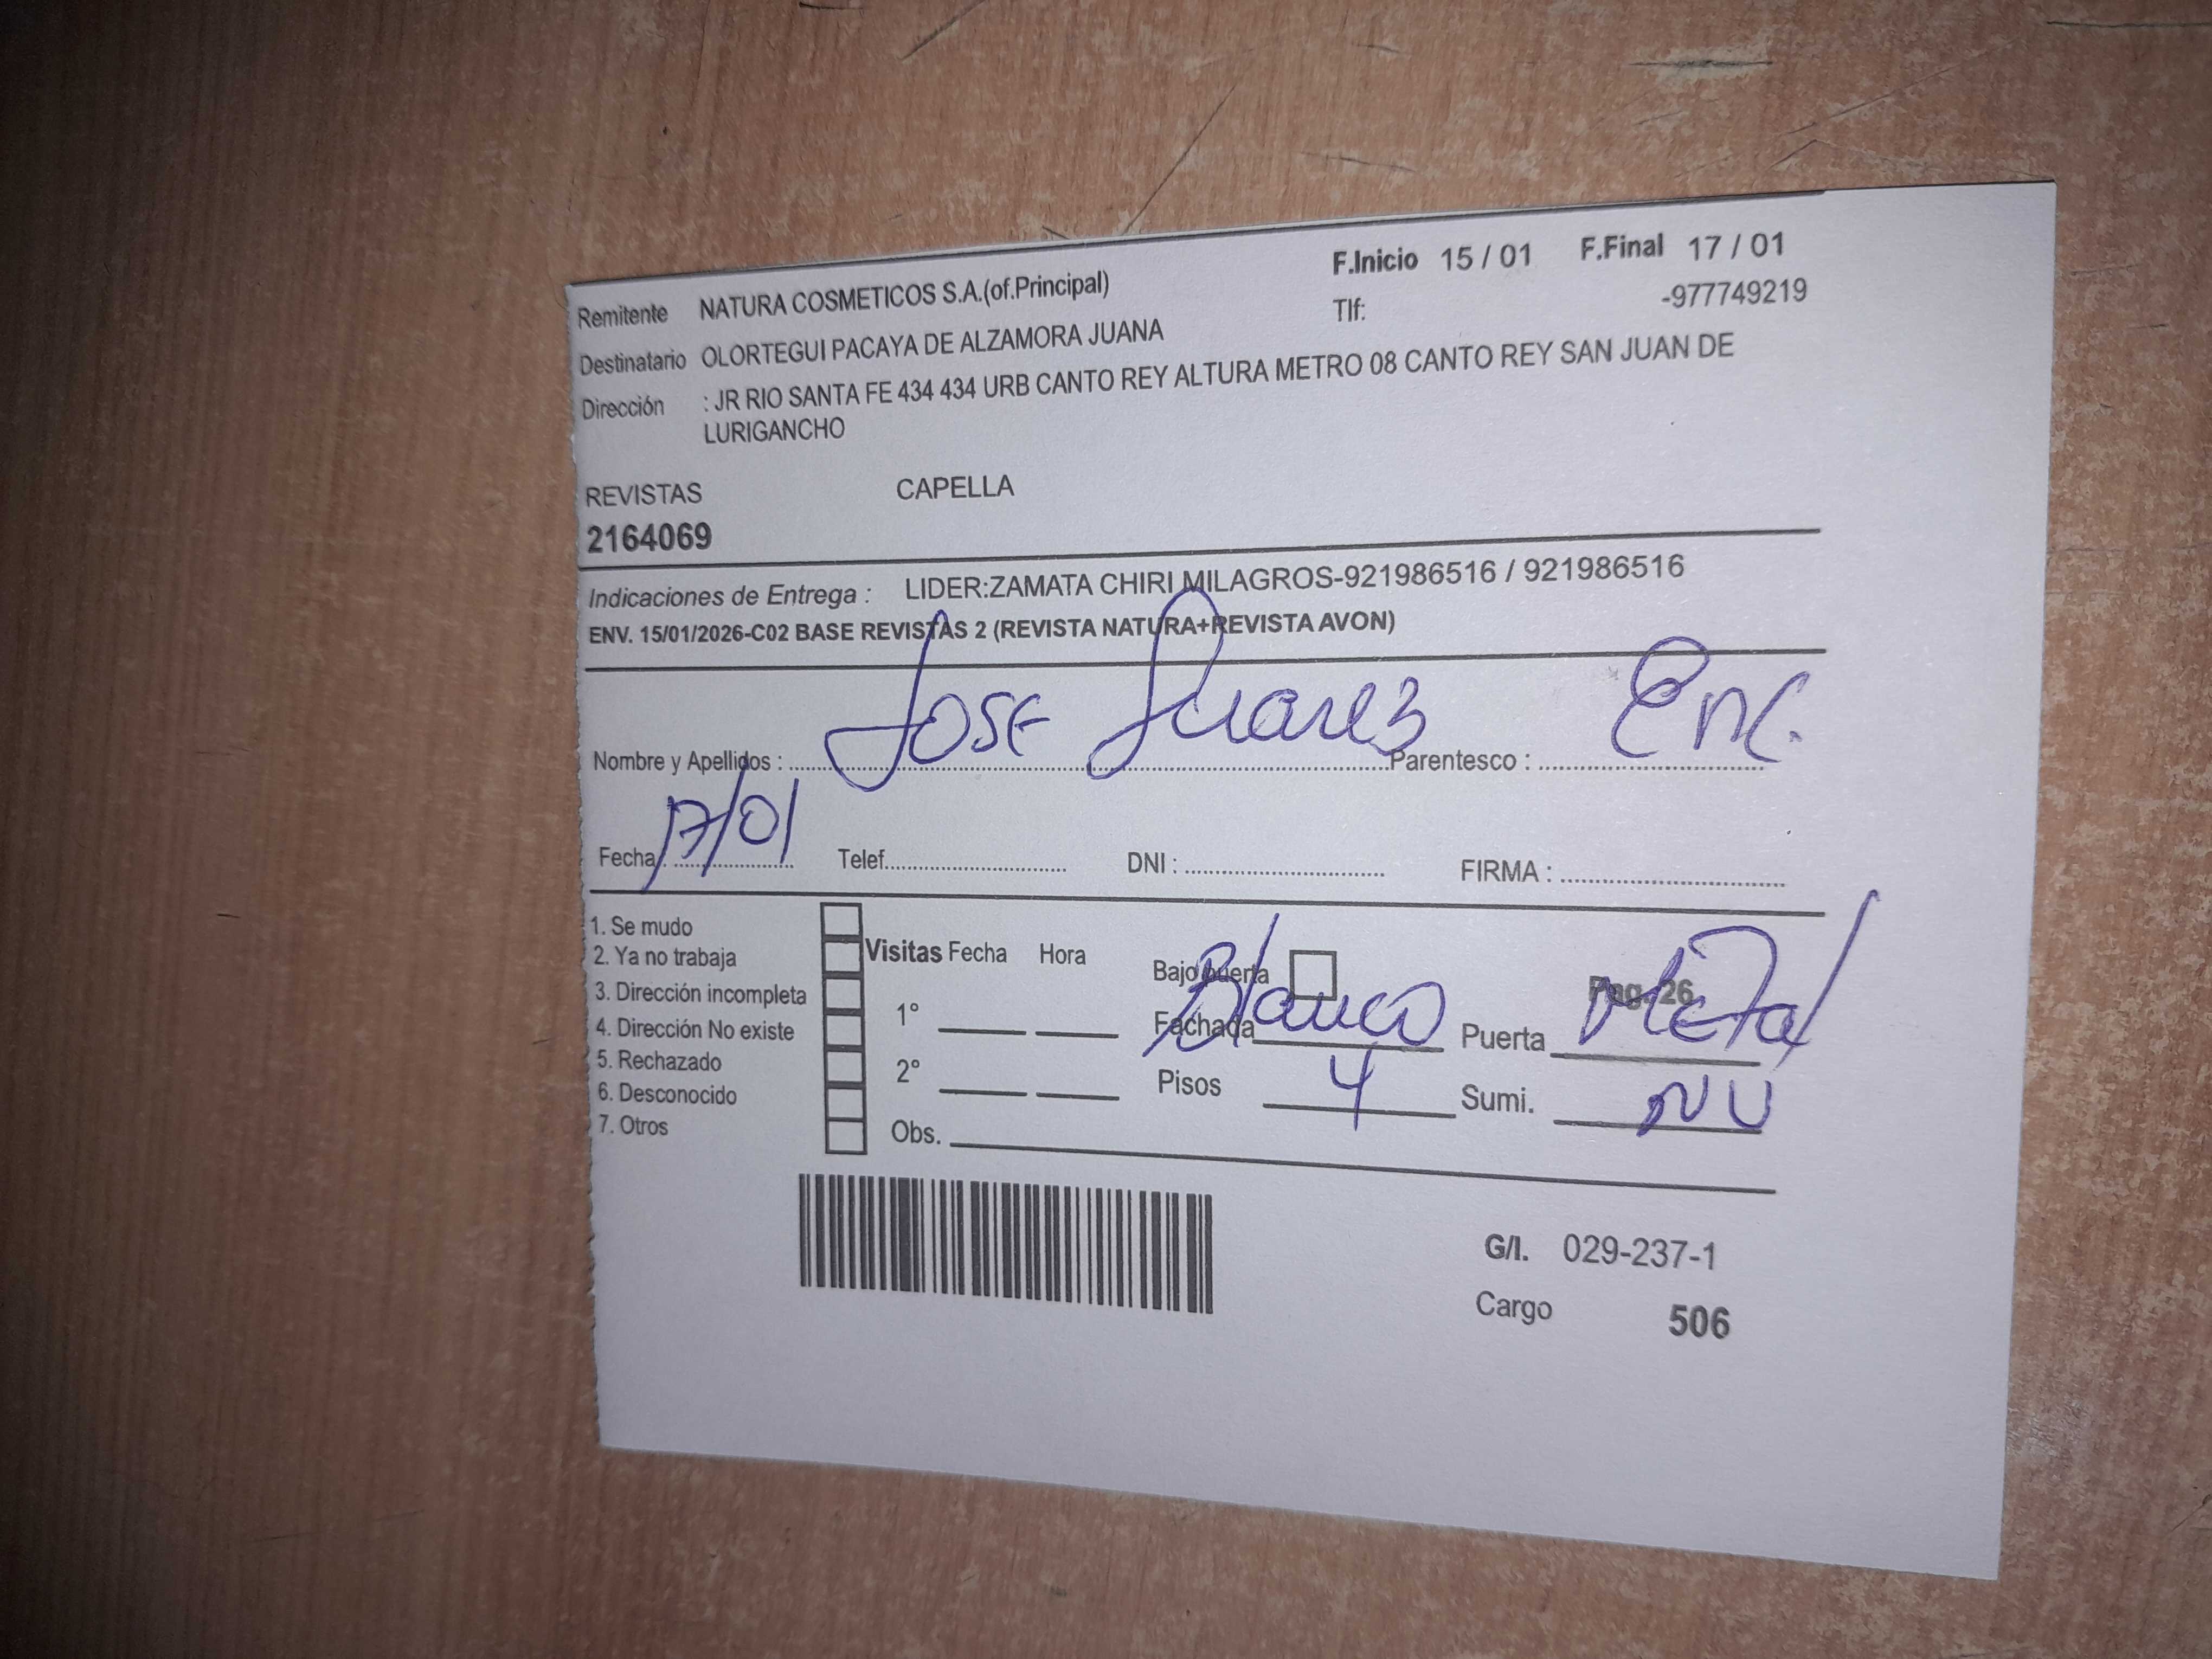 Remitente NATURA COSMETICOS S.A.(of.Principal) F.Inicio 15 / 01 F.Final 17 / 01
Destinatario OLORTEGUI PACAYA DE ALZAMORA JUANA Tlf: -977749219
Dirección : JR RIO SANTA FE 434 434 URB CANTO REY ALTURA METRO 08 CANTO REY SAN JUAN DE
LURIGANCHO
REVISTAS CAPELLA
2164069
Indicaciones de Entrega : LIDER:ZAMATA CHIRI MILAGROS-921986516 / 921986516
ENV. 15/01/2026-C02 BASE REVISTAS 2 (REVISTA NATURA+REVISTA AVON)
Nombre y Apellidos : Jose Suarez Parentesco : Enc.
Fecha : 17/01 Telef. DNI : FIRMA :
1. Se mudo
2. Ya no trabaja Visitas Fecha Hora Bajo puerta
3. Dirección incompleta 1° Fachada Blanco Puerta Metal Pag. 26
4. Dirección No existe
5. Rechazado 2° Pisos 4 Sumi. NV
6. Desconocido
7. Otros Obs.
G/I. 029-237-1
Cargo 506